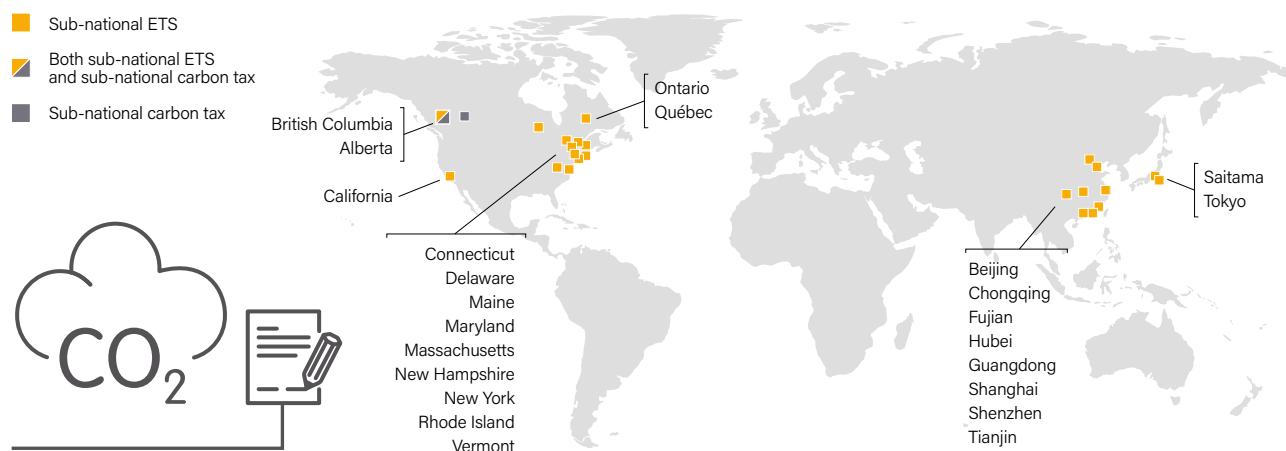 Sub-national ETS
Both sub-national ETS
and sub-national carbon tax
Sub-national carbon tax
British Columbia
Alberta
California
Ontario
Québec
Connecticut
Delaware
Maine
Maryland
Massachusetts
New Hampshire
New York
Rhode Island
Vermont
Saitama
Tokyo
Beijing
Chongqing
Fujian
Hubei
Guangdong
Shanghai
Shenzhen
Tianjin
CO2